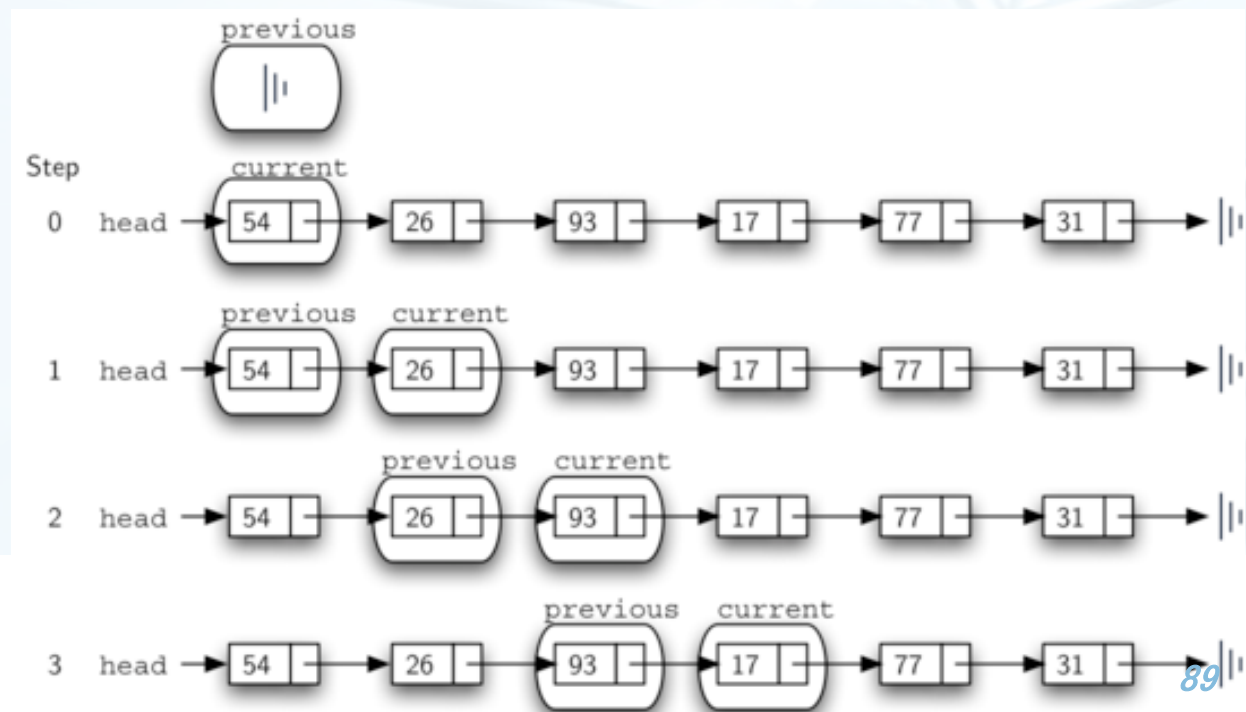 previous
Step current
0 head 54 26 93 17 77 31
previous current
1 head 54 26 93 17 77 31
previous current
2 head 54 26 93 17 77 31
previous current
3 head 54 26 93 17 77 31
89